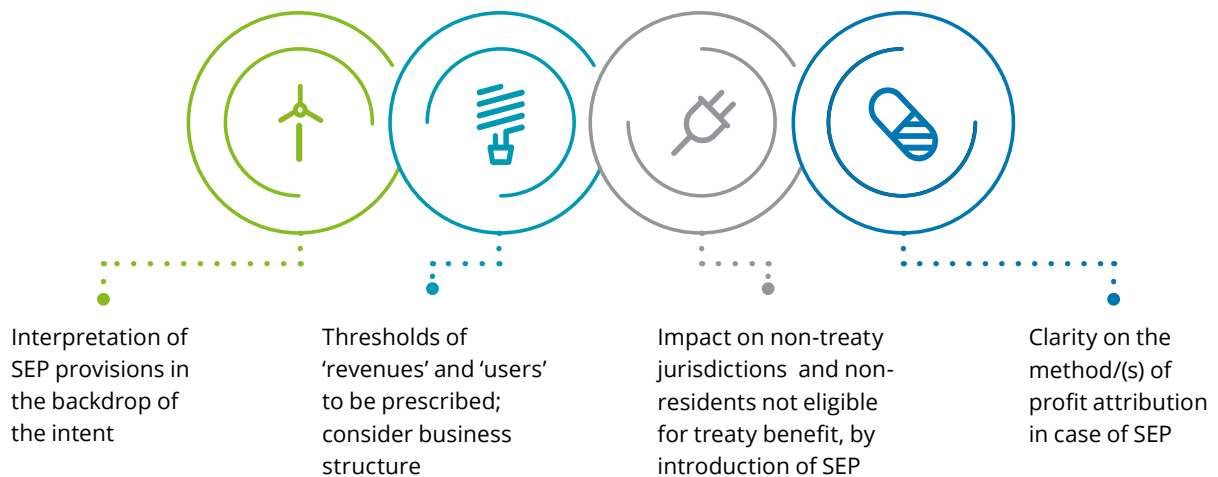 Interpretation of
SEP provisions in
the backdrop of
the intent
Thresholds of
‘revenues’ and ‘users’
to be prescribed;
consider business
structure
Impact on non-treaty
jurisdictions and non-
residents not eligible
for treaty benefit, by
introduction of SEP
Clarity on the
method/(s) of
profit attribution
in case of SEP